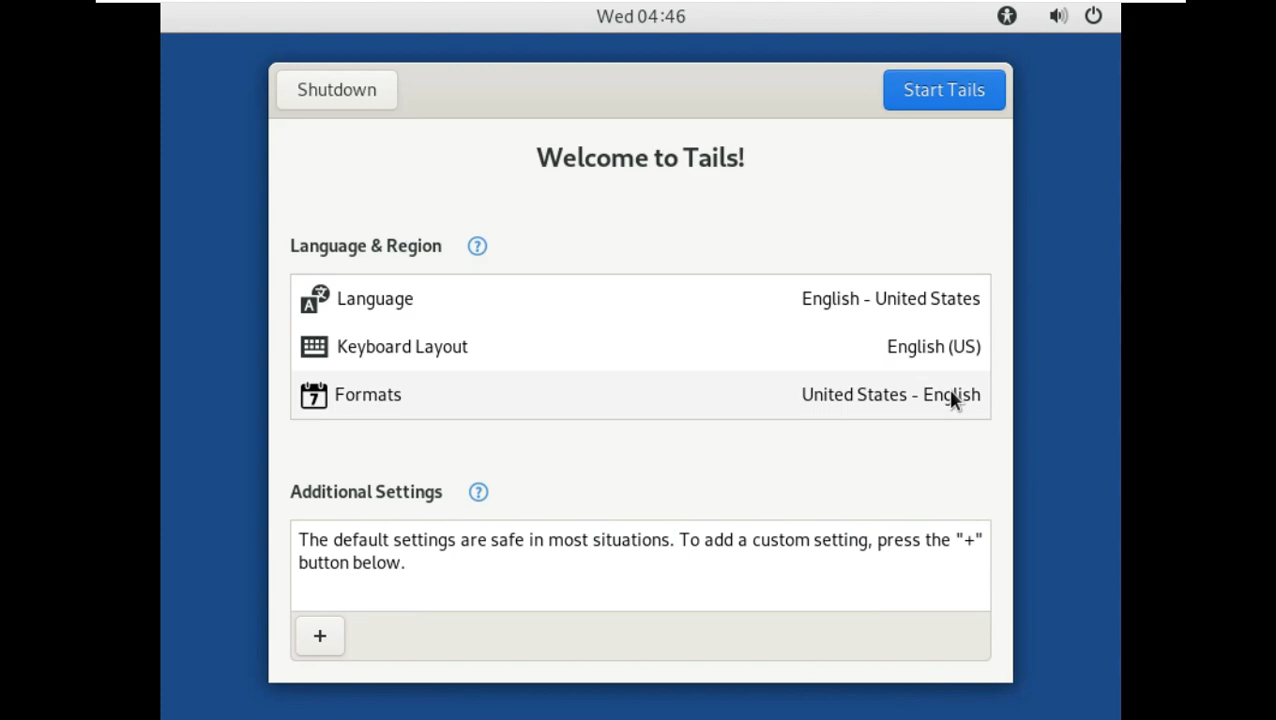 Wed 04:46
Shutdown
Start Tails
Welcome to Tails!
Language & Region
?
Language
English - United States
Keyboard Layout
English (US)
Formats
United States - English
Additional Settings
?
The default settings are safe in most situations. To add a custom setting, press the "+"
button below.
+